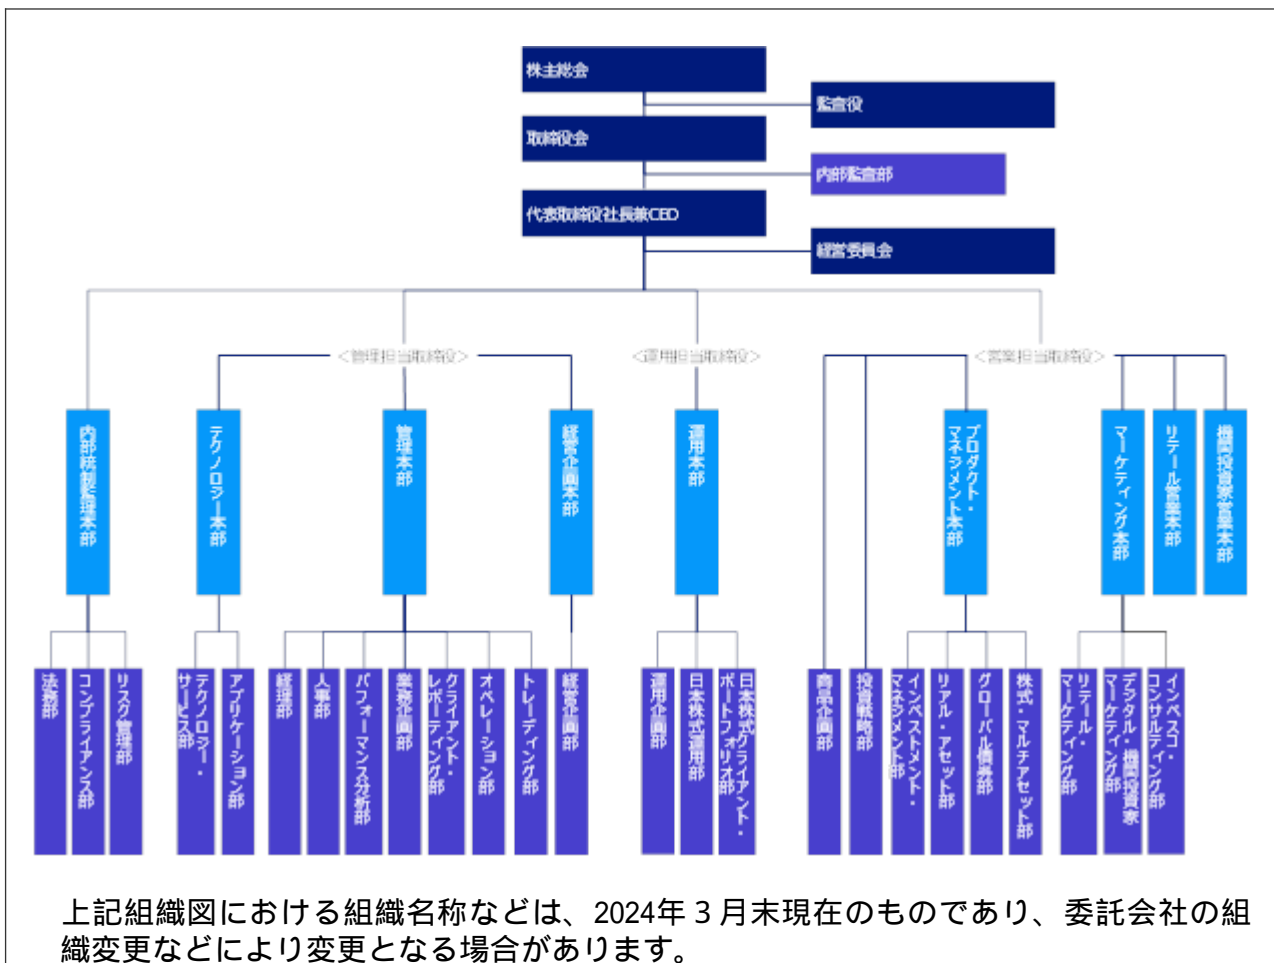 株主総会
監査役
取締役会
内部監査部
代表取締役社長兼CEO
経営委員会
＜管理担当取締役＞
＜運用担当取締役＞
＜営業担当取締役＞
内部統制監理本部
テクノロジー本部
管理本部
経営企画本部
運用本部
プロダクト・
マネジメント本部
マーケティング本部
リテール営業本部
機関投資家営業本部
法務部
コンプライアンス部
リスク管理部
テクノロジー・
サービス部
アプリケーション部
経理部
人事部
パフォーマンス分析部
業務企画部
クライアント・
レポーティング部
オペレーション部
トレーディング部
経営企画部
運用企画部
日本株式運用部
日本株式クライアント・
ポートフォリオ部
商品企画部
投資戦略部
インベストメント・
マネジメント部
リアル・アセット部
グローバル債券部
株式・マルチアセット部
リテール・
マーケティング部
デジタル・機関投資家
マーケティング部
インベスコ・
コンサルティング部
上記組織図における組織名称などは、2024年３月末現在のものであり、委託会社の組
織変更などにより変更となる場合があります。